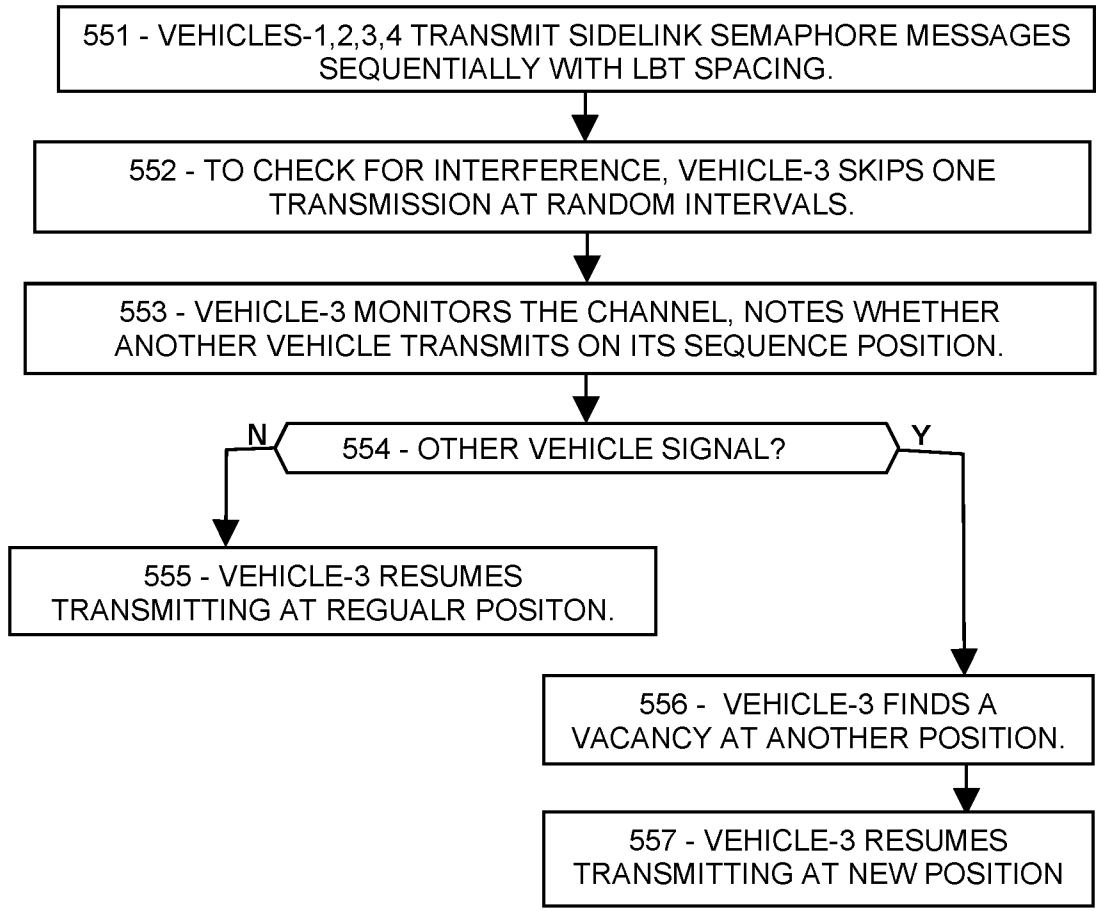 551 - VEHICLES-1,2,3,4 TRANSMIT SIDELINK SEMAPHORE MESSAGES
SEQUENTIALLY WITH LBT SPACING.
552 - TO CHECK FOR INTERFERENCE, VEHICLE-3 SKIPS ONE
TRANSMISSION AT RANDOM INTERVALS.
553 - VEHICLE-3 MONITORS THE CHANNEL, NOTES WHETHER
ANOTHER VEHICLE TRANSMITS ON ITS SEQUENCE POSITION.
N
554 - OTHER VEHICLE SIGNAL?
Y
555 - VEHICLE-3 RESUMES
TRANSMITTING AT REGUALR POSITON.
556 - VEHICLE-3 FINDS A
VACANCY AT ANOTHER POSITION.
557 - VEHICLE-3 RESUMES
TRANSMITTING AT NEW POSITION